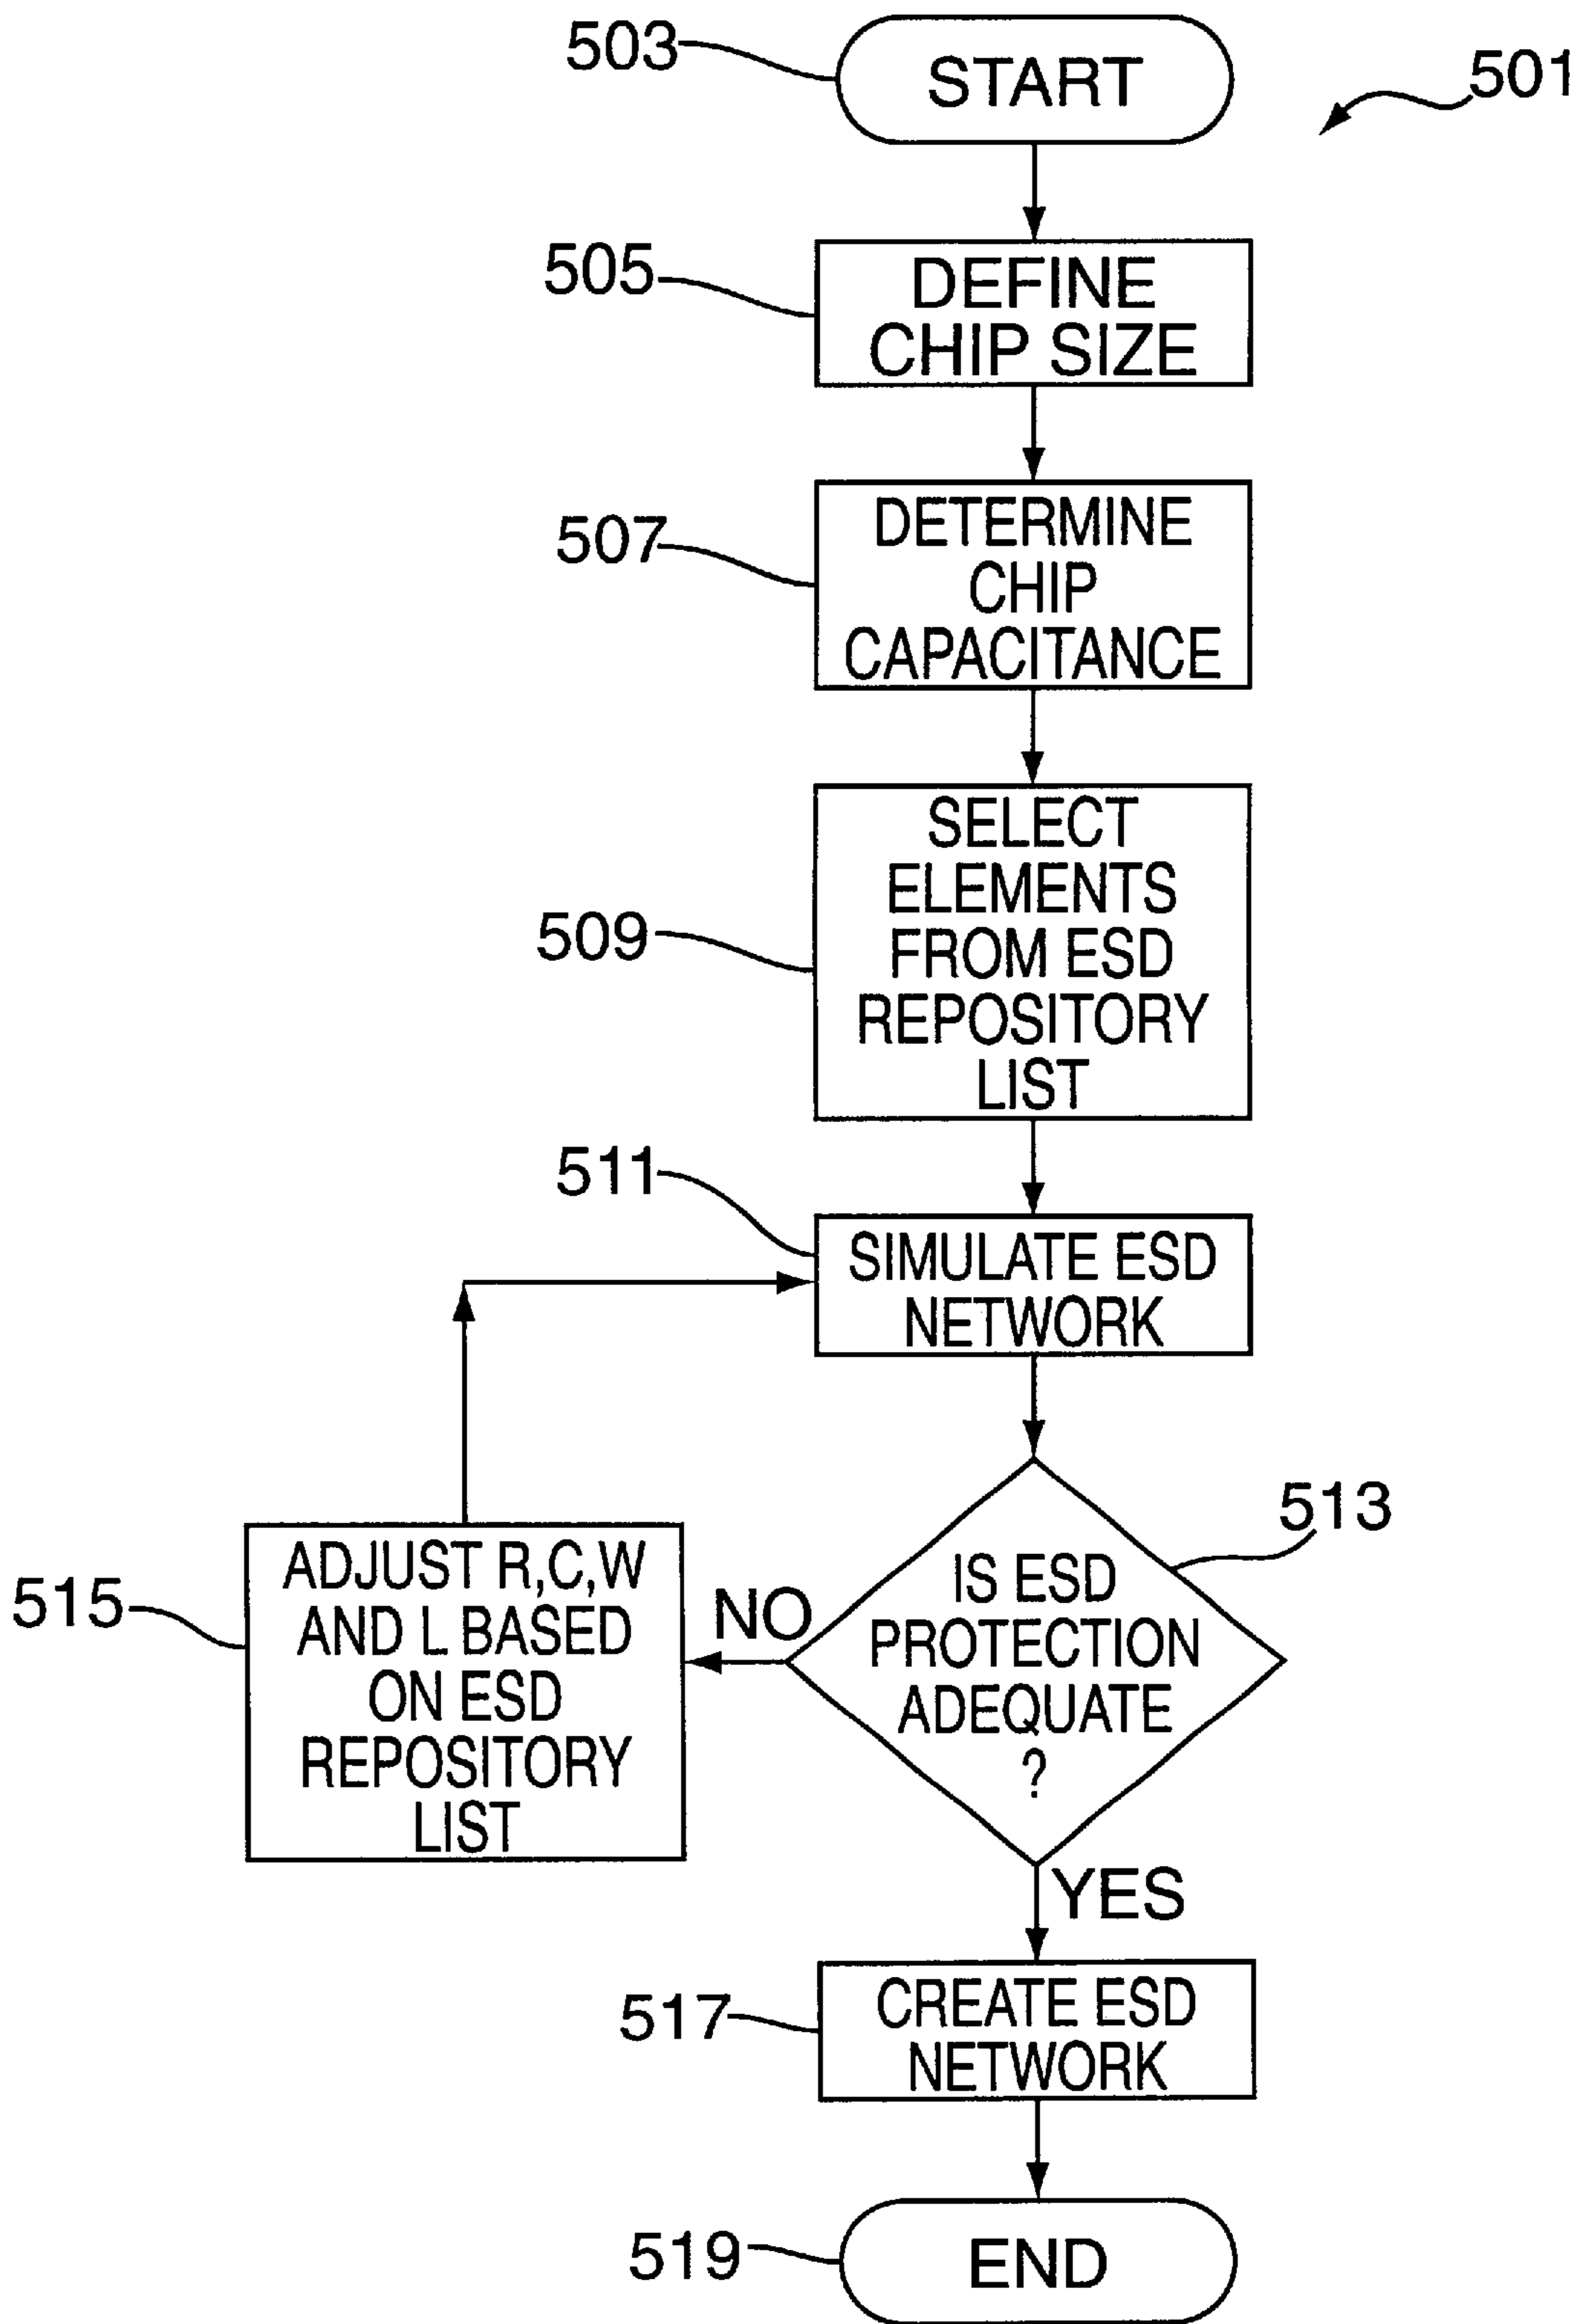 503
START
501
505
DEFINE
CHIP SIZE
507
DETERMINE
CHIP
CAPACITANCE
509
SELECT
ELEMENTS
FROM ESD
REPOSITORY
LIST
511
SIMULATE ESD
NETWORK
513
IS ESD
PROTECTION
ADEQUATE
?
NO
515
ADJUST R,C,W
AND L BASED
ON ESD
REPOSITORY
LIST
YES
517
CREATE ESD
NETWORK
519
END